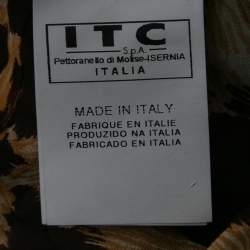 ITC
S.p.A.
Pettoranello di Molise-ISERNIA
ITALIA
MADE IN ITALY
FABRIQUE EN ITALIE
PRODUZIDO NA ITALIA
FABRICADO EN ITALIA